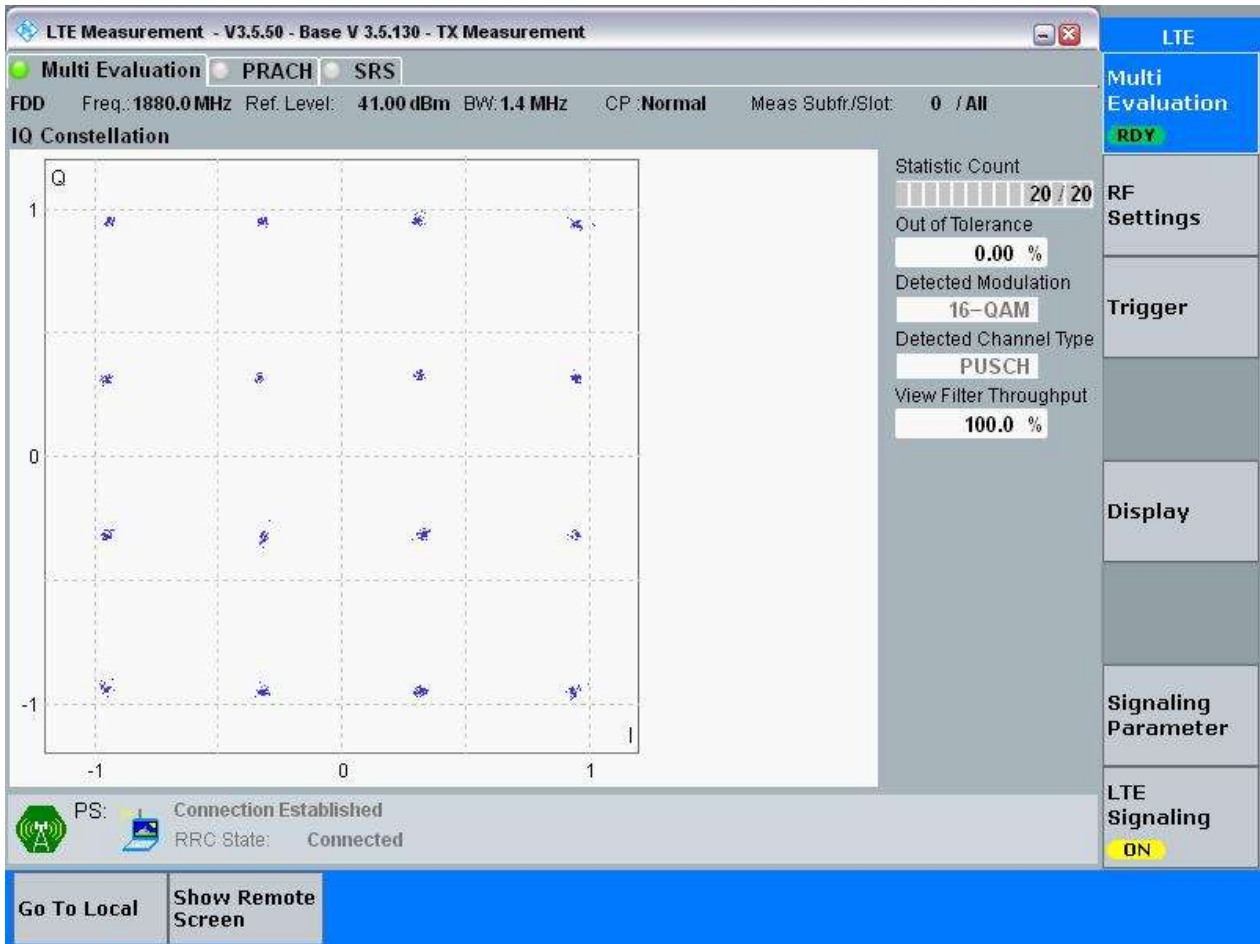 LTE Measurement - V3.5.50 - Base V 3.5.130 - TX Measurement
Multi Evaluation PRACH SRS
FDD Freq.: 1880.0 MHz Ref. Level: 41.00 dBm BW: 1.4 MHz CP : Normal Meas Subfr./Slot: 0 / All
IQ Constellation
Q
1
0
-1
I
-1 0 1
Statistic Count
20 / 20
Out of Tolerance
0.00 %
Detected Modulation
16-QAM
Detected Channel Type
PUSCH
View Filter Throughput
100.0 %
PS: Connection Established
RRC State: Connected
LTE
Multi
Evaluation
RDY
RF
Settings
Trigger
Display
Signaling
Parameter
LTE
Signaling
ON
Go To Local
Show Remote
Screen